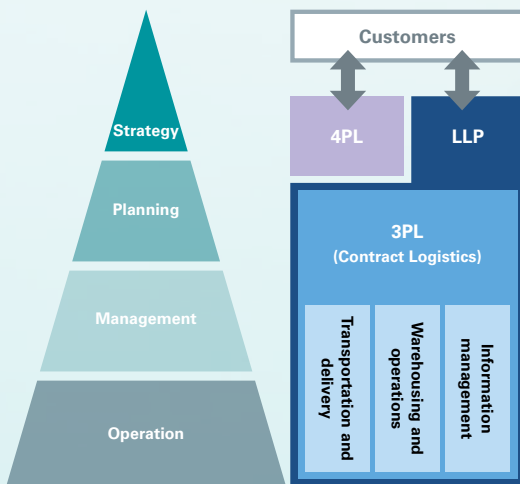 Strategy
Planning
Management
Operation
Customers
4PL
LLP
3PL
(Contract Logistics)
Transportation and
delivery
Warehousing and
operations
Information
management